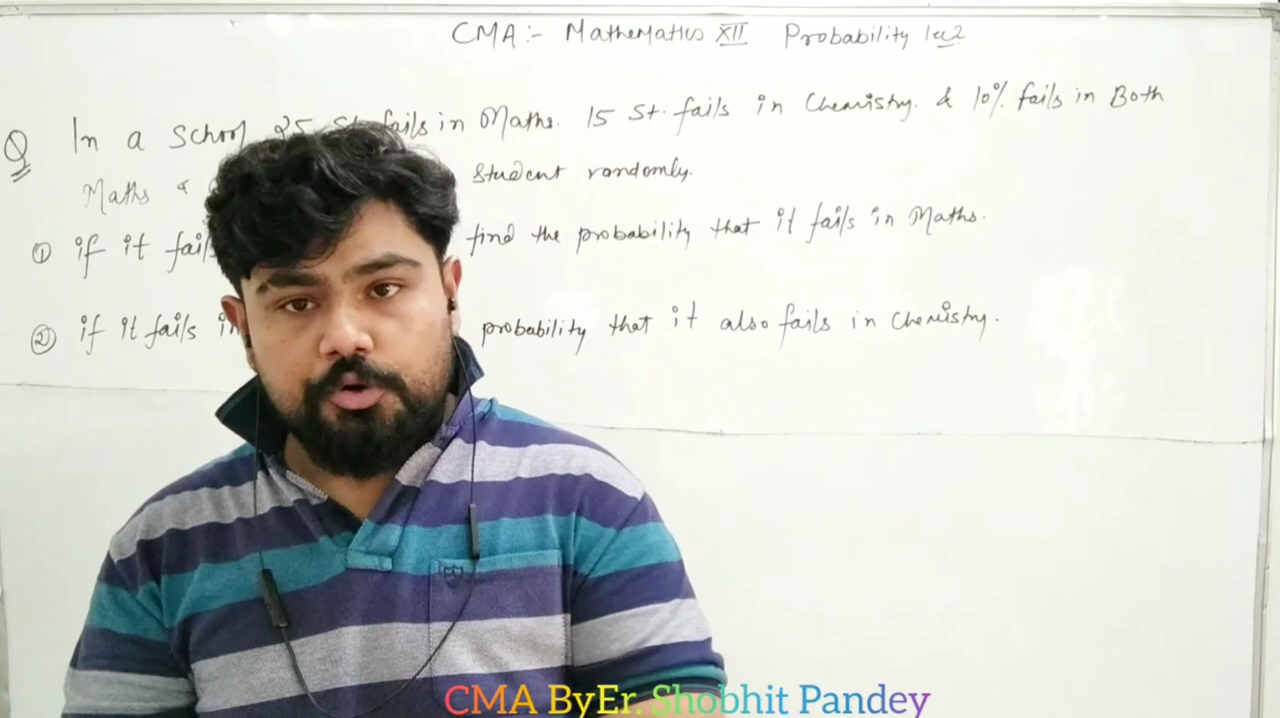 CMA:- Mathematics XII Probability lec2
Q In a School 25 St. fails in Maths. 15 St. fails in Chemistry. & 10% fails in Both
Maths & student randomly.
① if it fails find the probability that it fails in Maths.
② if it fails in probability that it also fails in chemistry.
CMA ByEr. Shobhit Pandey